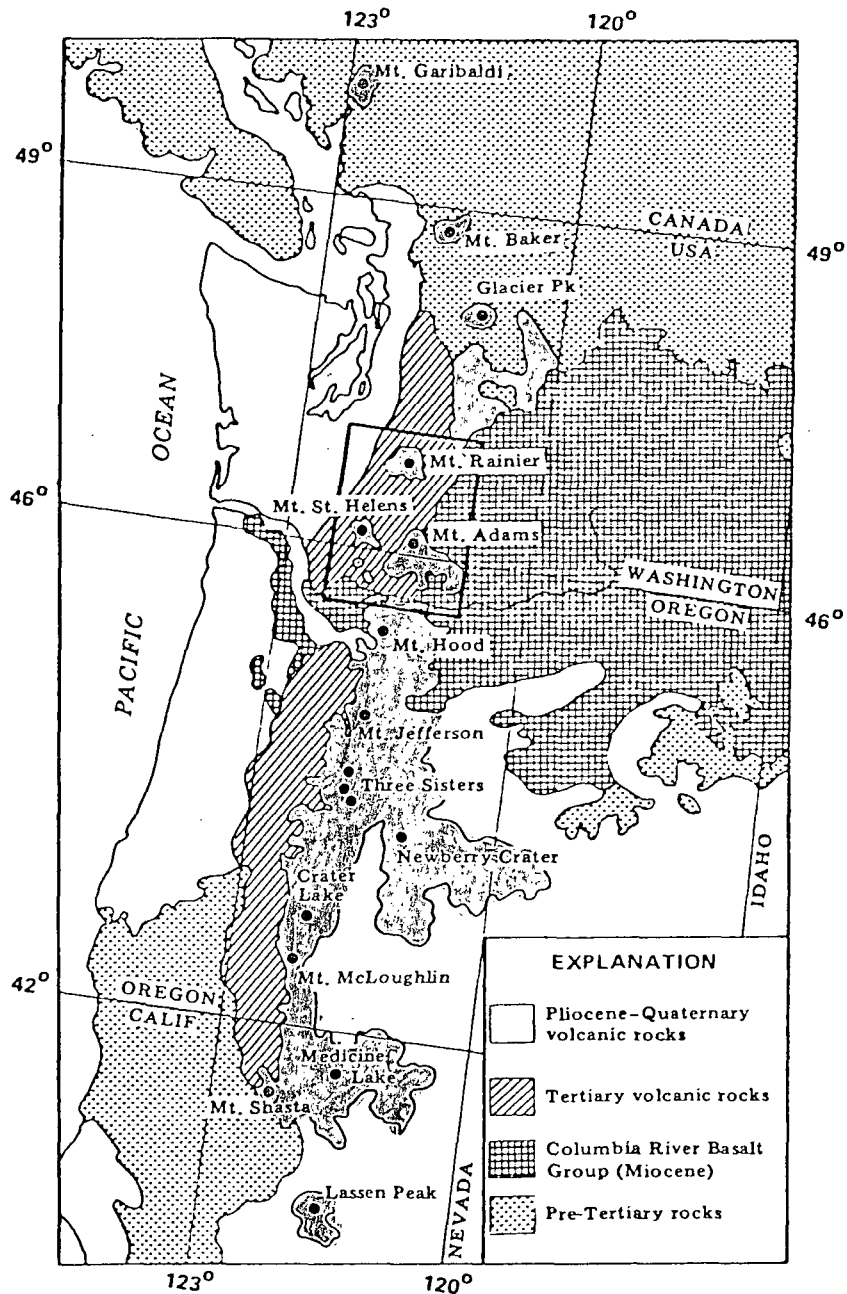 123°
120°
Mt. Garibaldi
49°
CANADA
USA
49°
Mt. Baker
Glacier Pk
OCEAN
Mt. Rainier
46°
Mt. St. Helens
Mt. Adams
WASHINGTON
OREGON
46°
PACIFIC
Mt. Hood
Mt. Jefferson
Three Sisters
Newberry Crater
IDAHO
Crater
Lake
Mt. McLoughlin
42°
OREGON
CALIF
Medicine
Lake
Mt. Shasta
Lassen Peak
NEVADA
EXPLANATION
Pliocene-Quaternary
volcanic rocks
Tertiary volcanic rocks
Columbia River Basalt
Group (Miocene)
Pre-Tertiary rocks
123°
120°